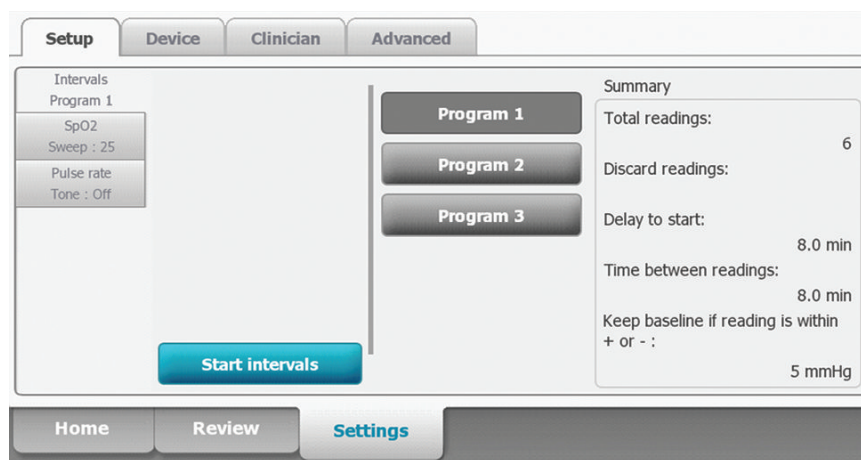 Setup
Device
Clinician
Advanced
Intervals
Program 1
SpO2
Sweep : 25
Pulse rate
Tone : Off
Start intervals
Program 1
Program 2
Program 3
Summary
Total readings:
6
Discard readings:
Delay to start:
8.0 min
Time between readings:
8.0 min
Keep baseline if reading is within
+ or - :
5 mmHg
Home
Review
Settings